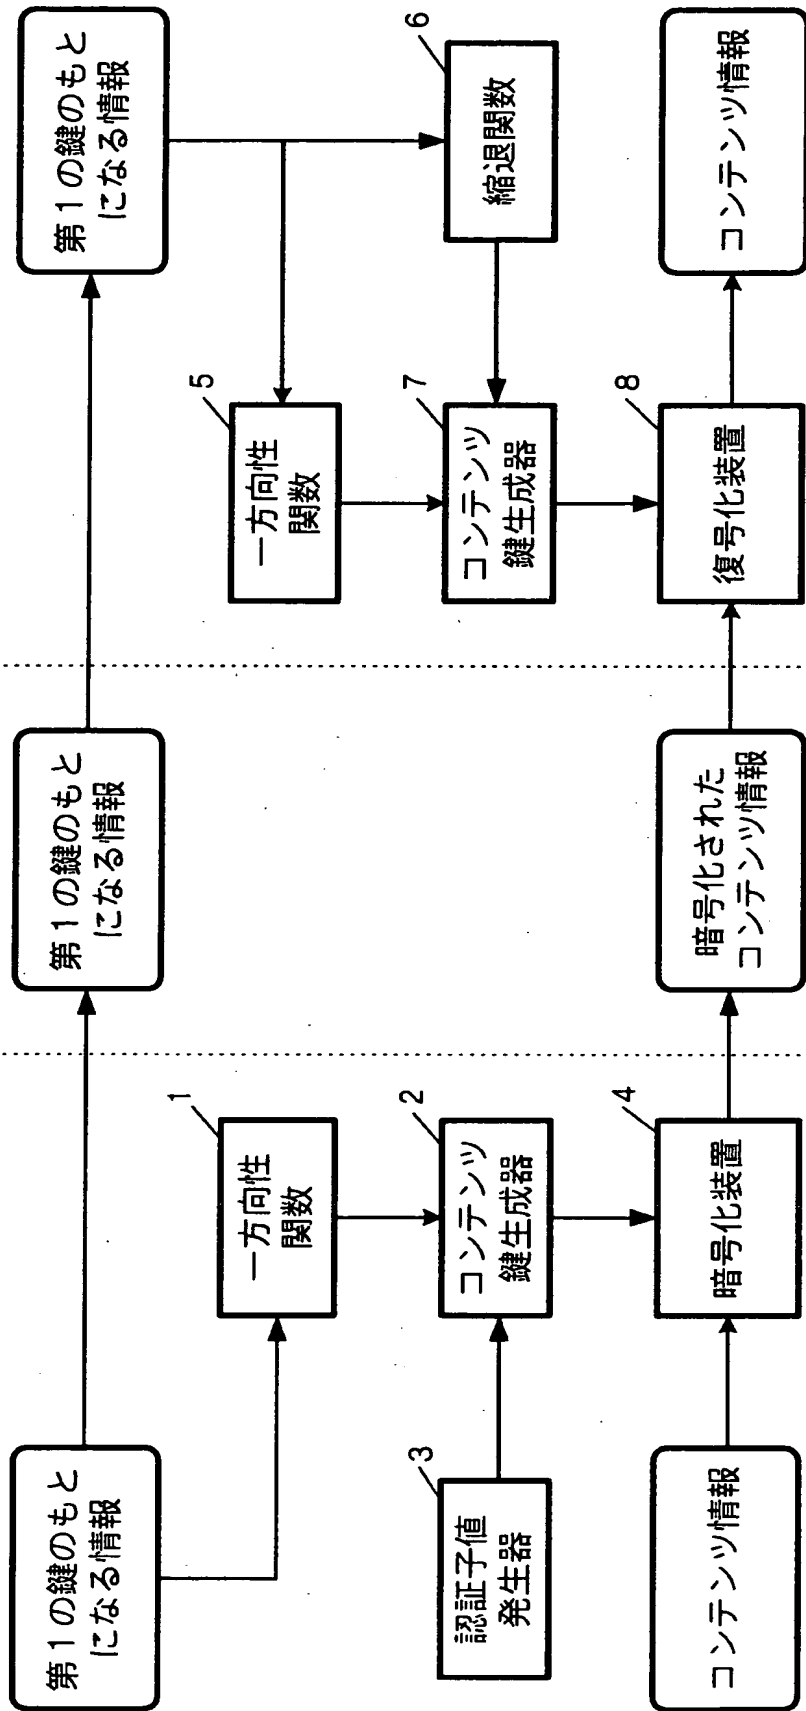 第1の鍵のもと
になる情報
1
一方向性
関数
3
認証子値
発生器
2
コンテンツ
鍵生成器
コンテンツ情報
4
暗号化装置
第1の鍵のもと
になる情報
暗号化された
コンテンツ情報
第1の鍵のもと
になる情報
5
一方向性
関数
6
縮退関数
7
コンテンツ
鍵生成器
8
復号化装置
コンテンツ情報